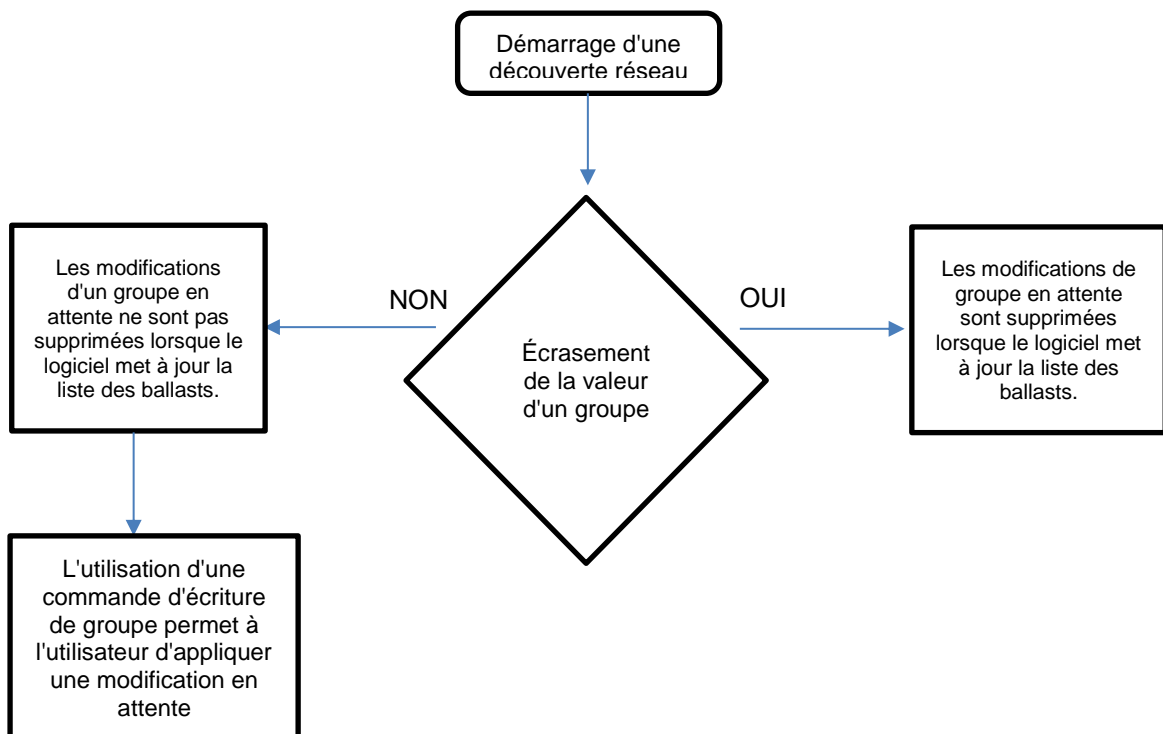 Démarrage d'une
découverte réseau
Les modifications
d'un groupe en
attente ne sont pas
supprimées lorsque le
logiciel met à jour la
liste des ballasts.
NON
Écrasement
de la valeur
d'un groupe
OUI
Les modifications de
groupe en attente
sont supprimées
lorsque le logiciel met
à jour la liste des
ballasts.
L'utilisation d'une
commande d'écriture
de groupe permet à
l'utilisateur d'appliquer
une modification en
attente